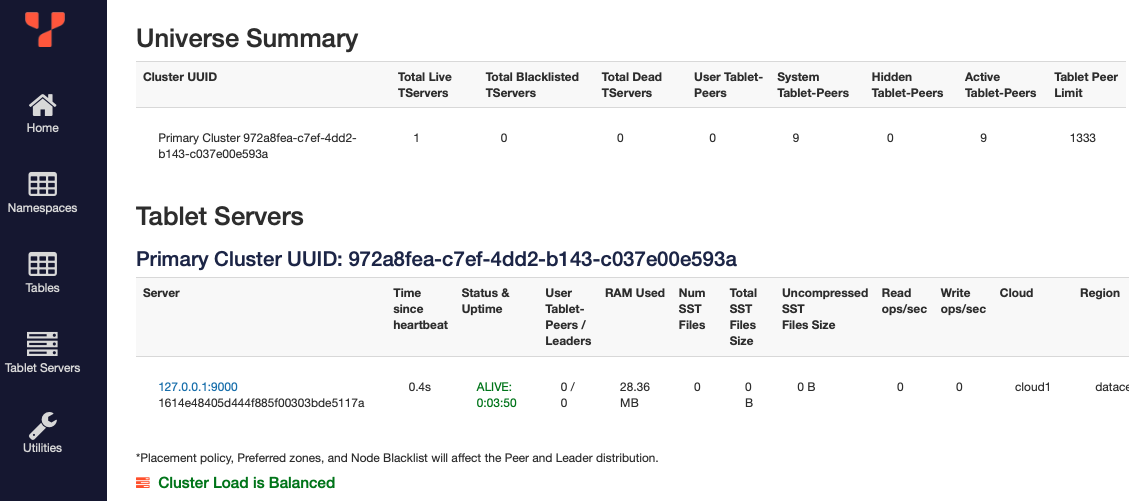 Universe Summary
Cluster UUID
Total Live TServers
Total Blacklisted TServers
Total Dead TServers
User Tablet-Peers
System Tablet-Peers
Hidden Tablet-Peers
Active Tablet-Peers
Tablet Peer Limit
Primary Cluster 972a8fea-c7ef-4dd2-b143-c037e00e593a
1
0
0
0
9
0
9
1333
Home
Namespaces
Tables
Tablet Servers
Utilities
Tablet Servers
Primary Cluster UUID: 972a8fea-c7ef-4dd2-b143-c037e00e593a
Server
Time since heartbeat
Status & Uptime
User Tablet-Peers / Leaders
RAM Used
Num SST Files
Total SST Files Size
Uncompressed SST Files Size
Read ops/sec
Write ops/sec
Cloud
Region
127.0.0.1:9000
1614e48405d444f885f00303bde5117a
0.4s
ALIVE: 0:03:50
0 / 0
28.36 MB
0
0 B
0 B
0
0
cloud1
datace
*Placement policy, Preferred zones, and Node Blacklist will affect the Peer and Leader distribution.
Cluster Load is Balanced